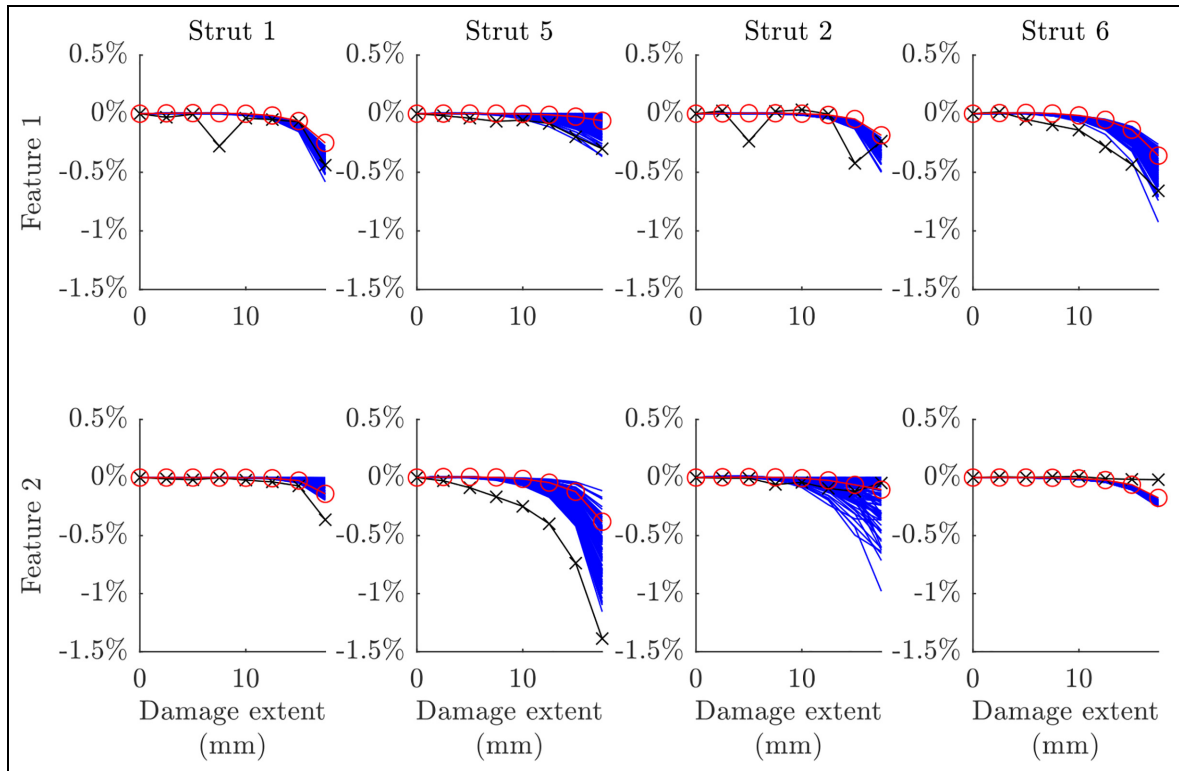 Strut 1 Strut 5 Strut 2 Strut 6
Feature 1
0.5% 0.5% 0.5% 0.5%
0% 0% 0% 0%
-0.5% -0.5% -0.5% -0.5%
-1% -1% -1% -1%
-1.5% -1.5% -1.5% -1.5%
0 10 0 10 0 10 0 10
Feature 2
0.5% 0.5% 0.5% 0.5%
0% 0% 0% 0%
-0.5% -0.5% -0.5% -0.5%
-1% -1% -1% -1%
-1.5% -1.5% -1.5% -1.5%
0 10 0 10 0 10 0 10
Damage extent Damage extent Damage extent Damage extent
(mm) (mm) (mm) (mm)